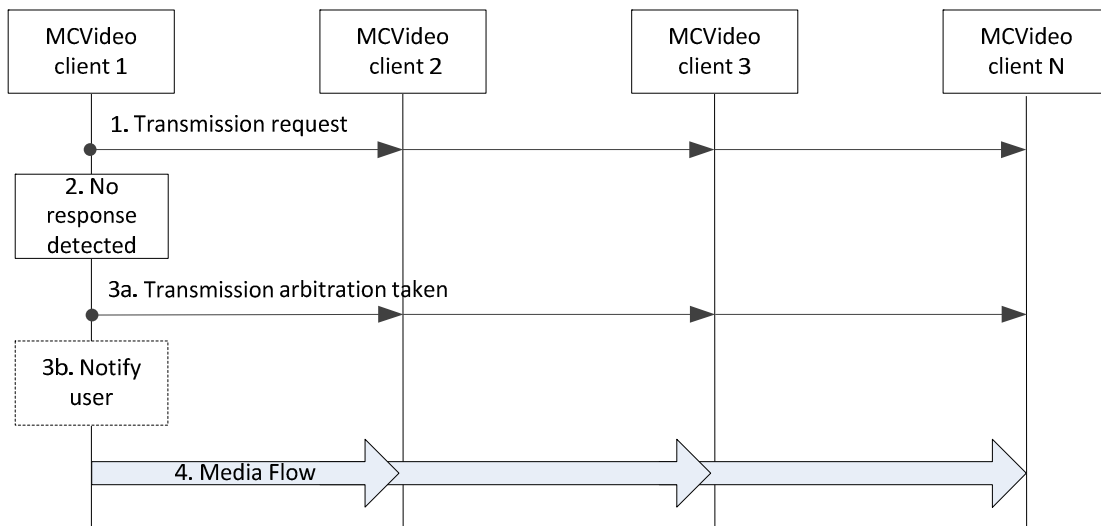 MCVideo
client 1
MCVideo
client 2
MCVideo
client 3
MCVideo
client N
1. Transmission request
2. No
response
detected
3a. Transmission arbitration taken
3b. Notify
user
4. Media Flow